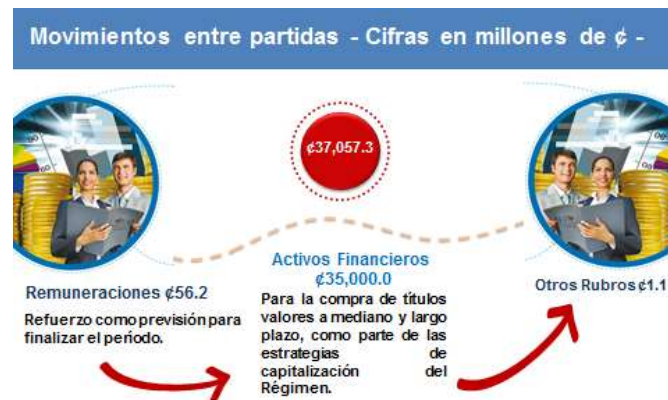 Movimientos entre partidas - Cifras en millones de ¢ -
¢37,057.3
Remuneraciones ¢56.2
Refuerzo como previsión para
finalizar el período.
Activos Financieros
¢35,000.0
Para la compra de títulos
valores a mediano y largo
plazo, como parte de las
estrategias de
capitalización del
Régimen.
Otros Rubros ¢1.1